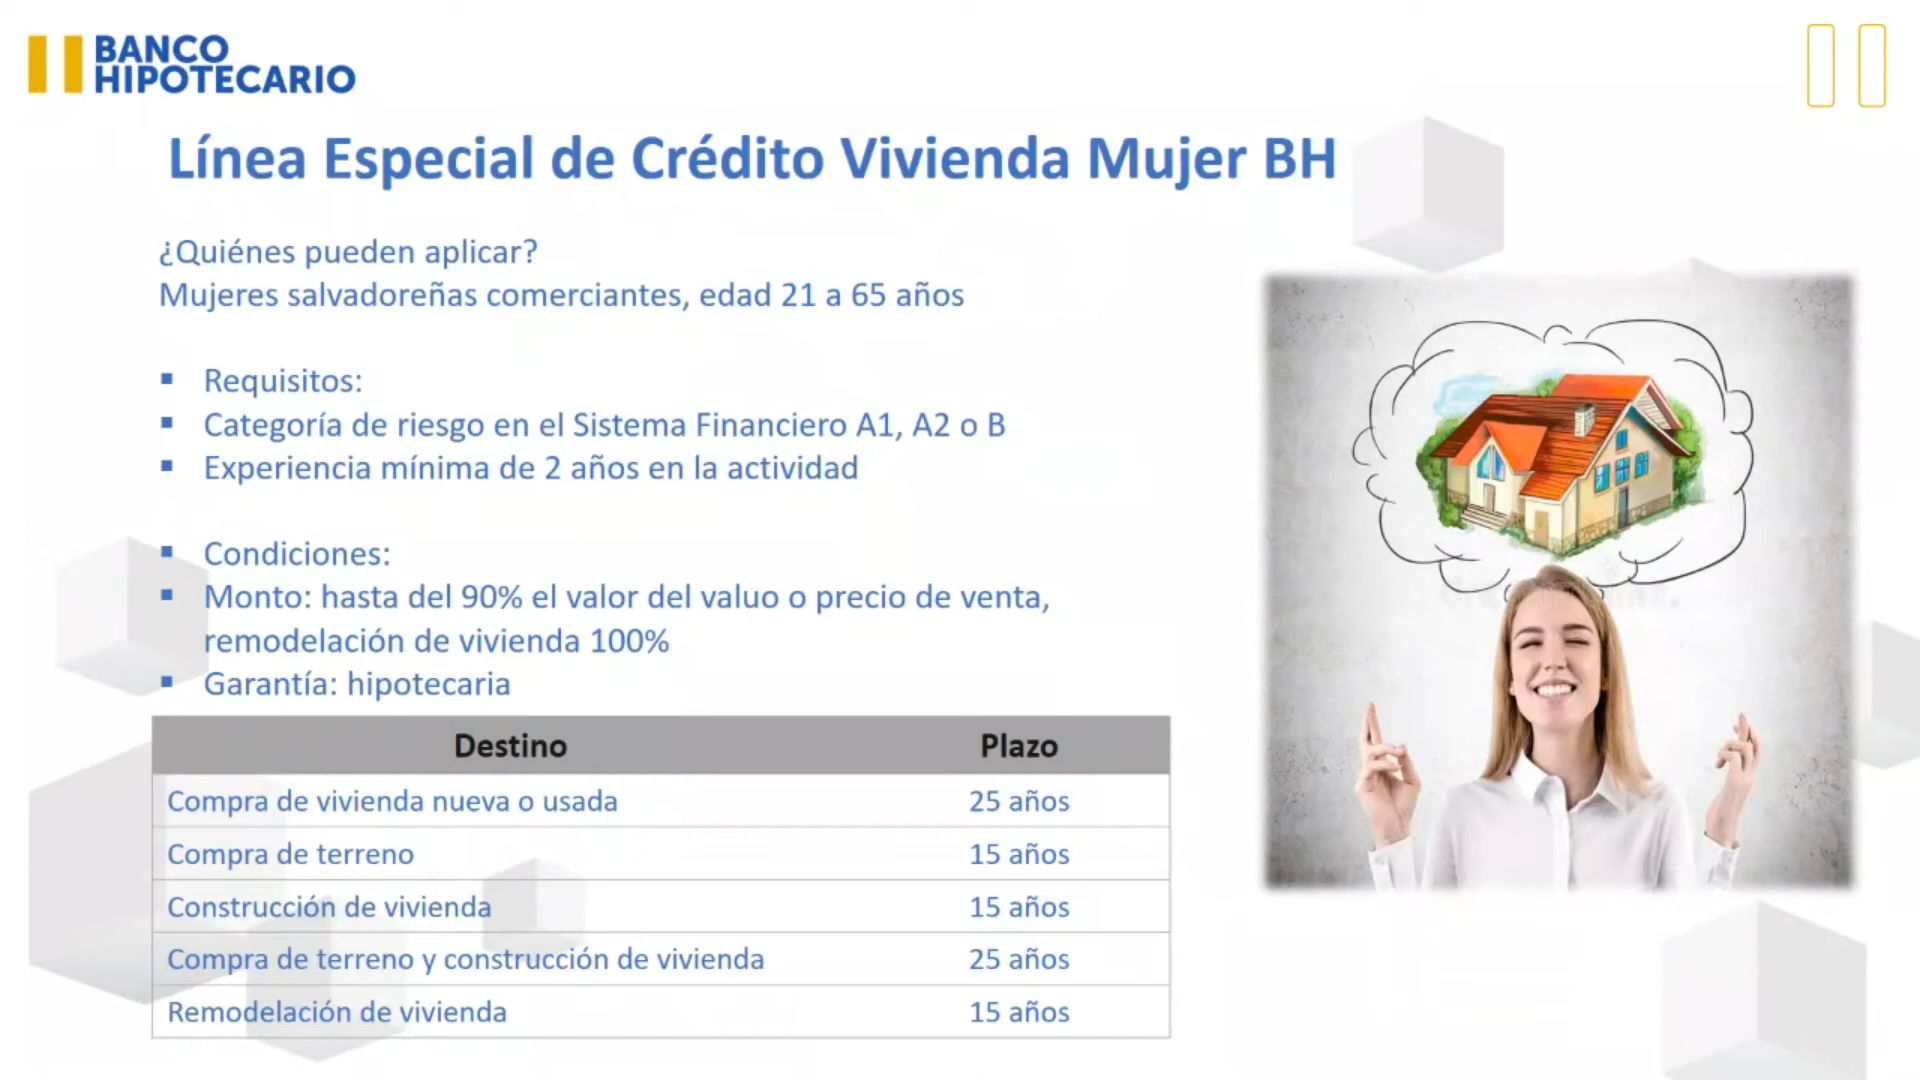 BANCO
HIPOTECARIO
Línea Especial de Crédito Vivienda Mujer BH
¿Quiénes pueden aplicar?
Mujeres salvadoreñas comerciantes, edad 21 a 65 años
▪ Requisitos:
▪ Categoría de riesgo en el Sistema Financiero A1, A2 o B
▪ Experiencia mínima de 2 años en la actividad
▪ Condiciones:
▪ Monto: hasta del 90% el valor del valuo o precio de venta,
remodelación de vivienda 100%
▪ Garantía: hipotecaria
Destino Plazo
Compra de vivienda nueva o usada 25 años
Compra de terreno 15 años
Construcción de vivienda 15 años
Compra de terreno y construcción de vivienda 25 años
Remodelación de vivienda 15 años